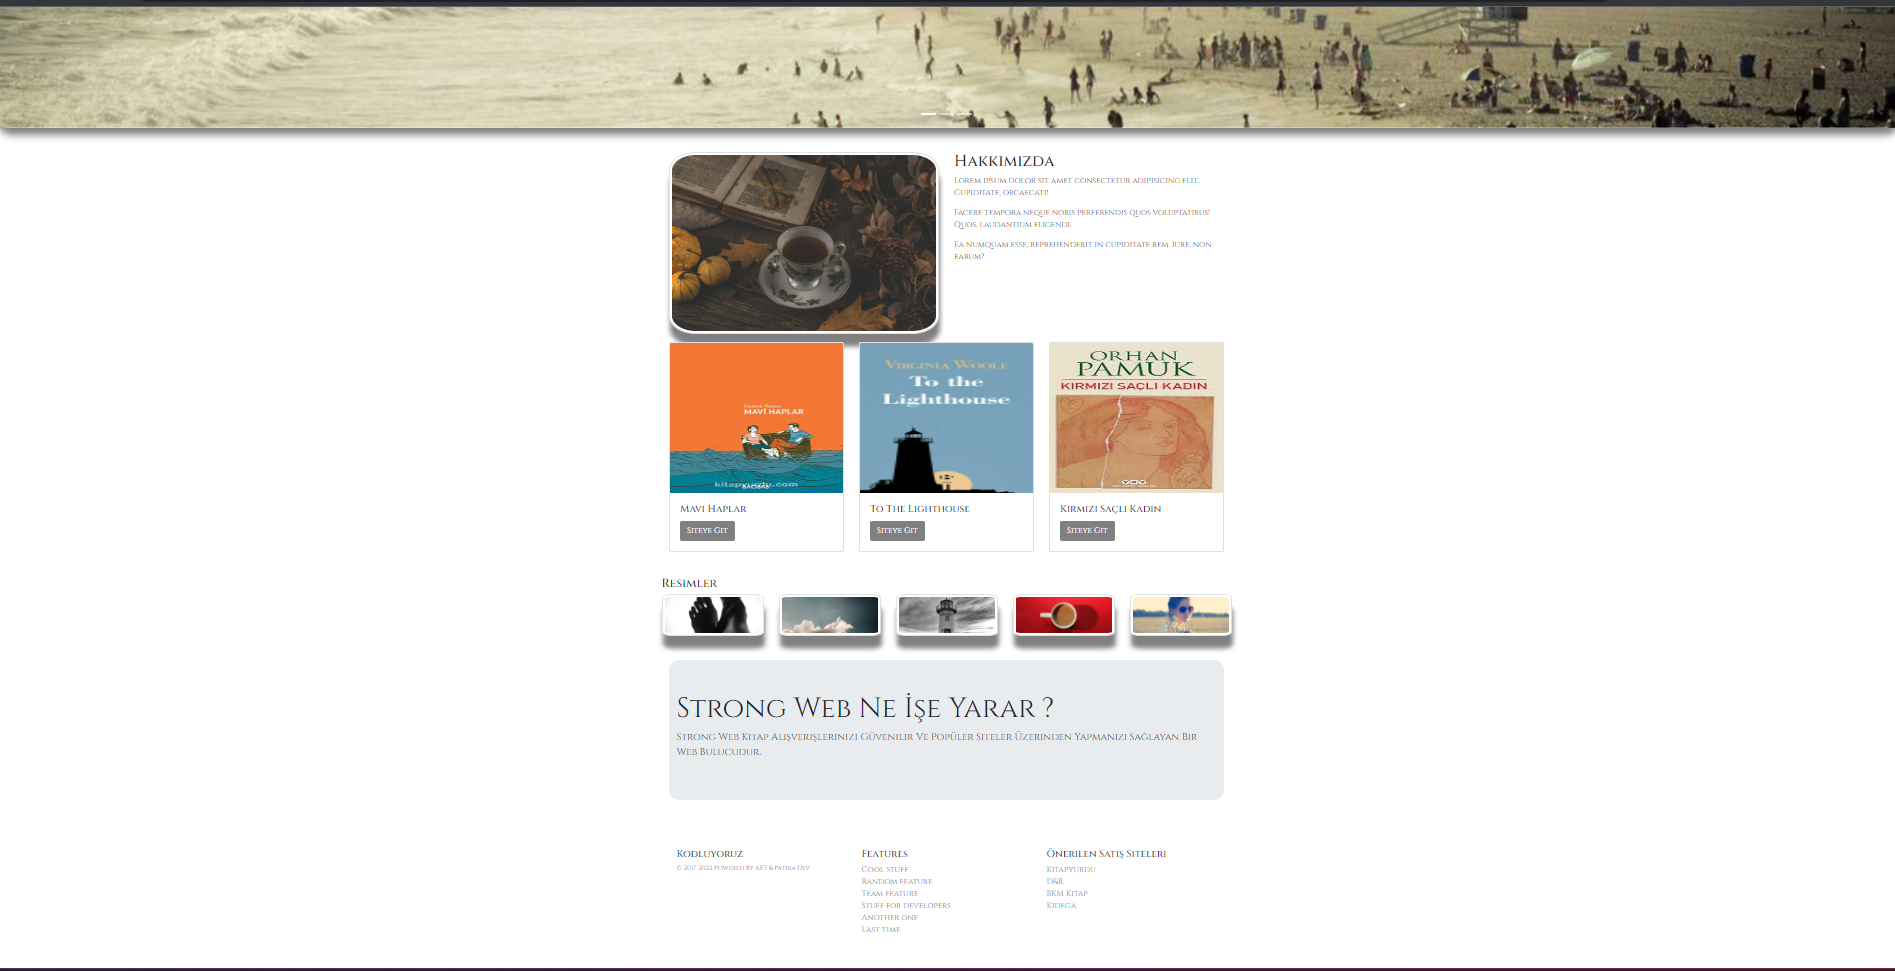 Hakkımızda
Lorem ipsum dolor sit amet consectetur adipisicing elit.
Cupiditate, obcaecati!
Facere tempora neque nobis perferendis quos voluptatibus!
Quos, laudantium eligendi.
Ea numquam esse, reprehenderit in cupiditate rem. Iure, non
earum?
MAVİ HAPLAR
kitapyurdu.com
Virginia Woolf
To the
Lighthouse
ORHAN
PAMUK
KIRMIZI SAÇLI KADIN
YKY
Mavi Haplar
To The Lighthouse
Kırmızı Saçlı Kadın
Siteye Git
Siteye Git
Siteye Git
Resimler
Strong Web Ne İşe Yarar ?
Strong Web Kitap Alışverişlerinizi Güvenilir Ve Popüler Siteler Üzerinden Yapmanızı Sağlayan Bir
Web Bulucudur.
Kodluyoruz
© 2017-2022 Powered By AFT & Patika Dev
Features
Cool stuff
Random feature
Team feature
Stuff for developers
Another one
Last time
Önerilen Satış Siteleri
Kitapyurdu
D&R
BKM Kitap
Kidega